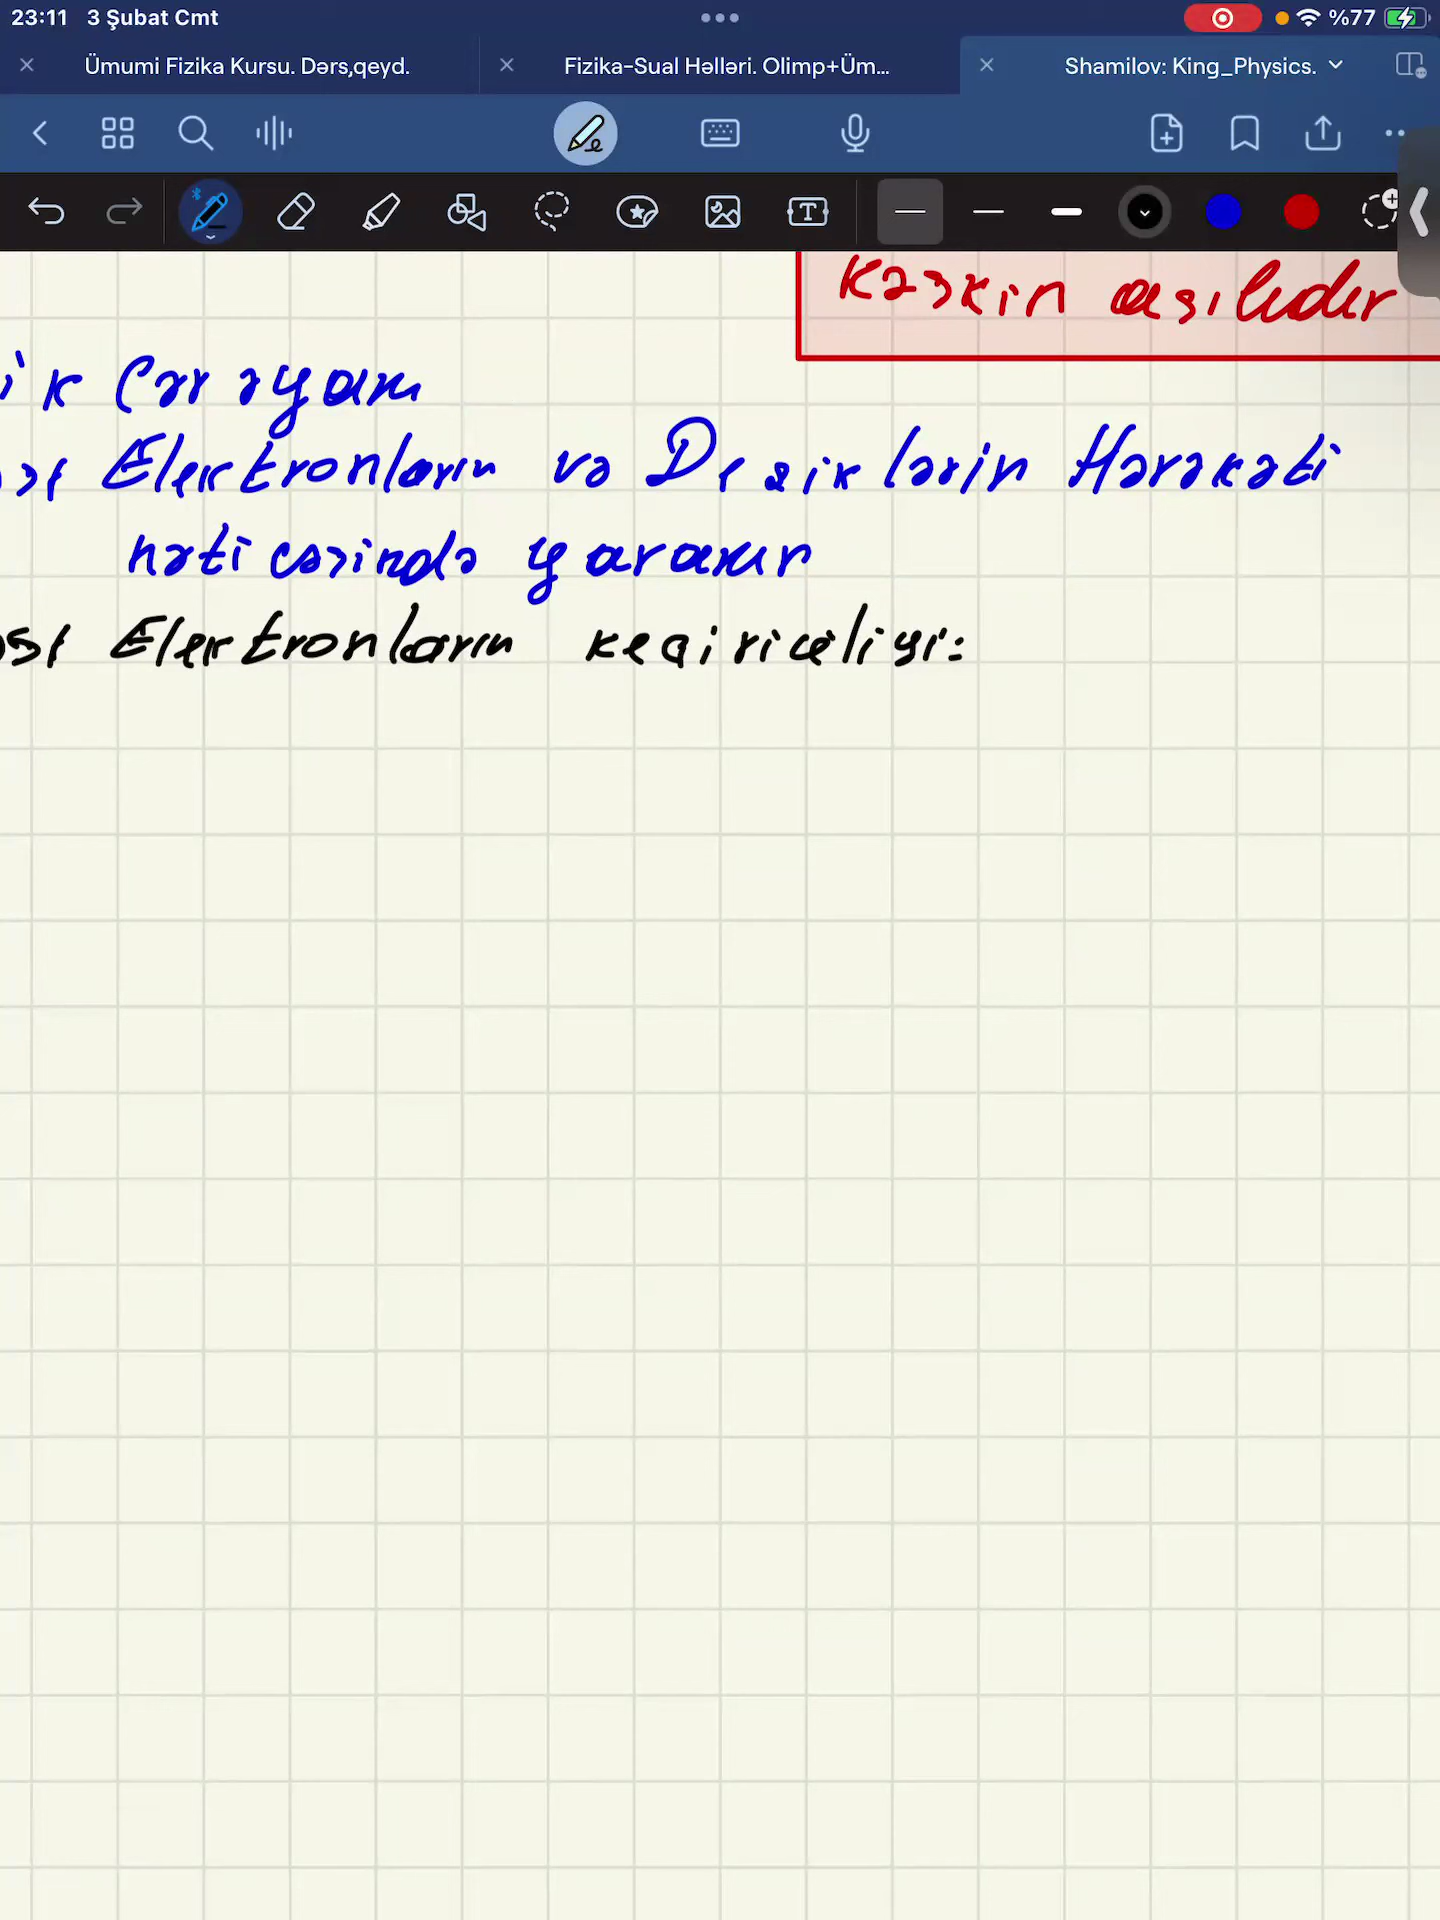 23:11 3 Şubat Cmt %77
Ümumi Fizika Kursu. Dərs,qeyd. Fizika-Sual Həlləri. Olimp+Üm... Shamilov: King_Physics.
kəskin asılıdır
ik Cərəyan
Elektronların və Deşiklərin Hərəkəti
nəticəsində yaranır
Elektronların keçiriciliyi: